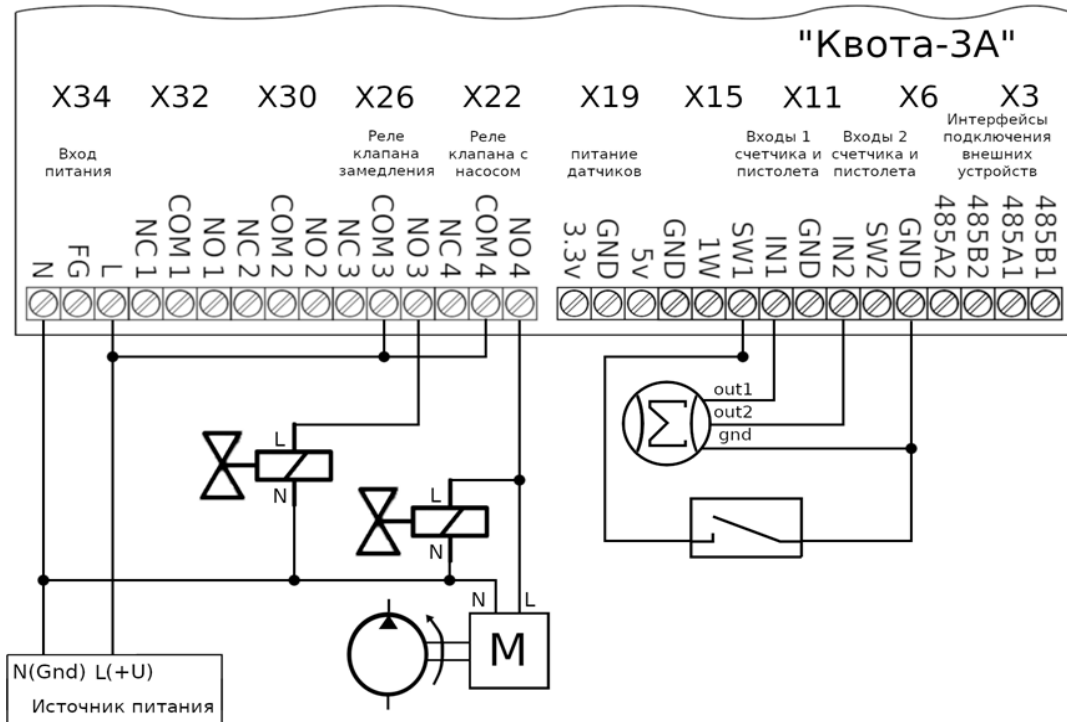 "Квота-3А"
X34 X32 X30 X26 X22 X19 X15 X11 X6 X3
Вход
питания
Реле
клапана
замедления
Реле
клапана с
насосом
питание
датчиков
Входы 1
счетчика и
пистолета
Входы 2
счетчика и
пистолета
Интерфейсы
подключения
внешних
устройств
N
FG
L
NC1
COM1
NO1
NC2
COM2
NO2
NC3
COM3
NO3
NC4
COM4
NO4
3.3v
GND
5v
GND
1W
SW1
IN1
GND
IN2
SW2
GND
485A2
485B2
485A1
485B1
out1
out2
gnd
L
N
L
N
N
L
M
N(Gnd) L(+U)
Источник питания